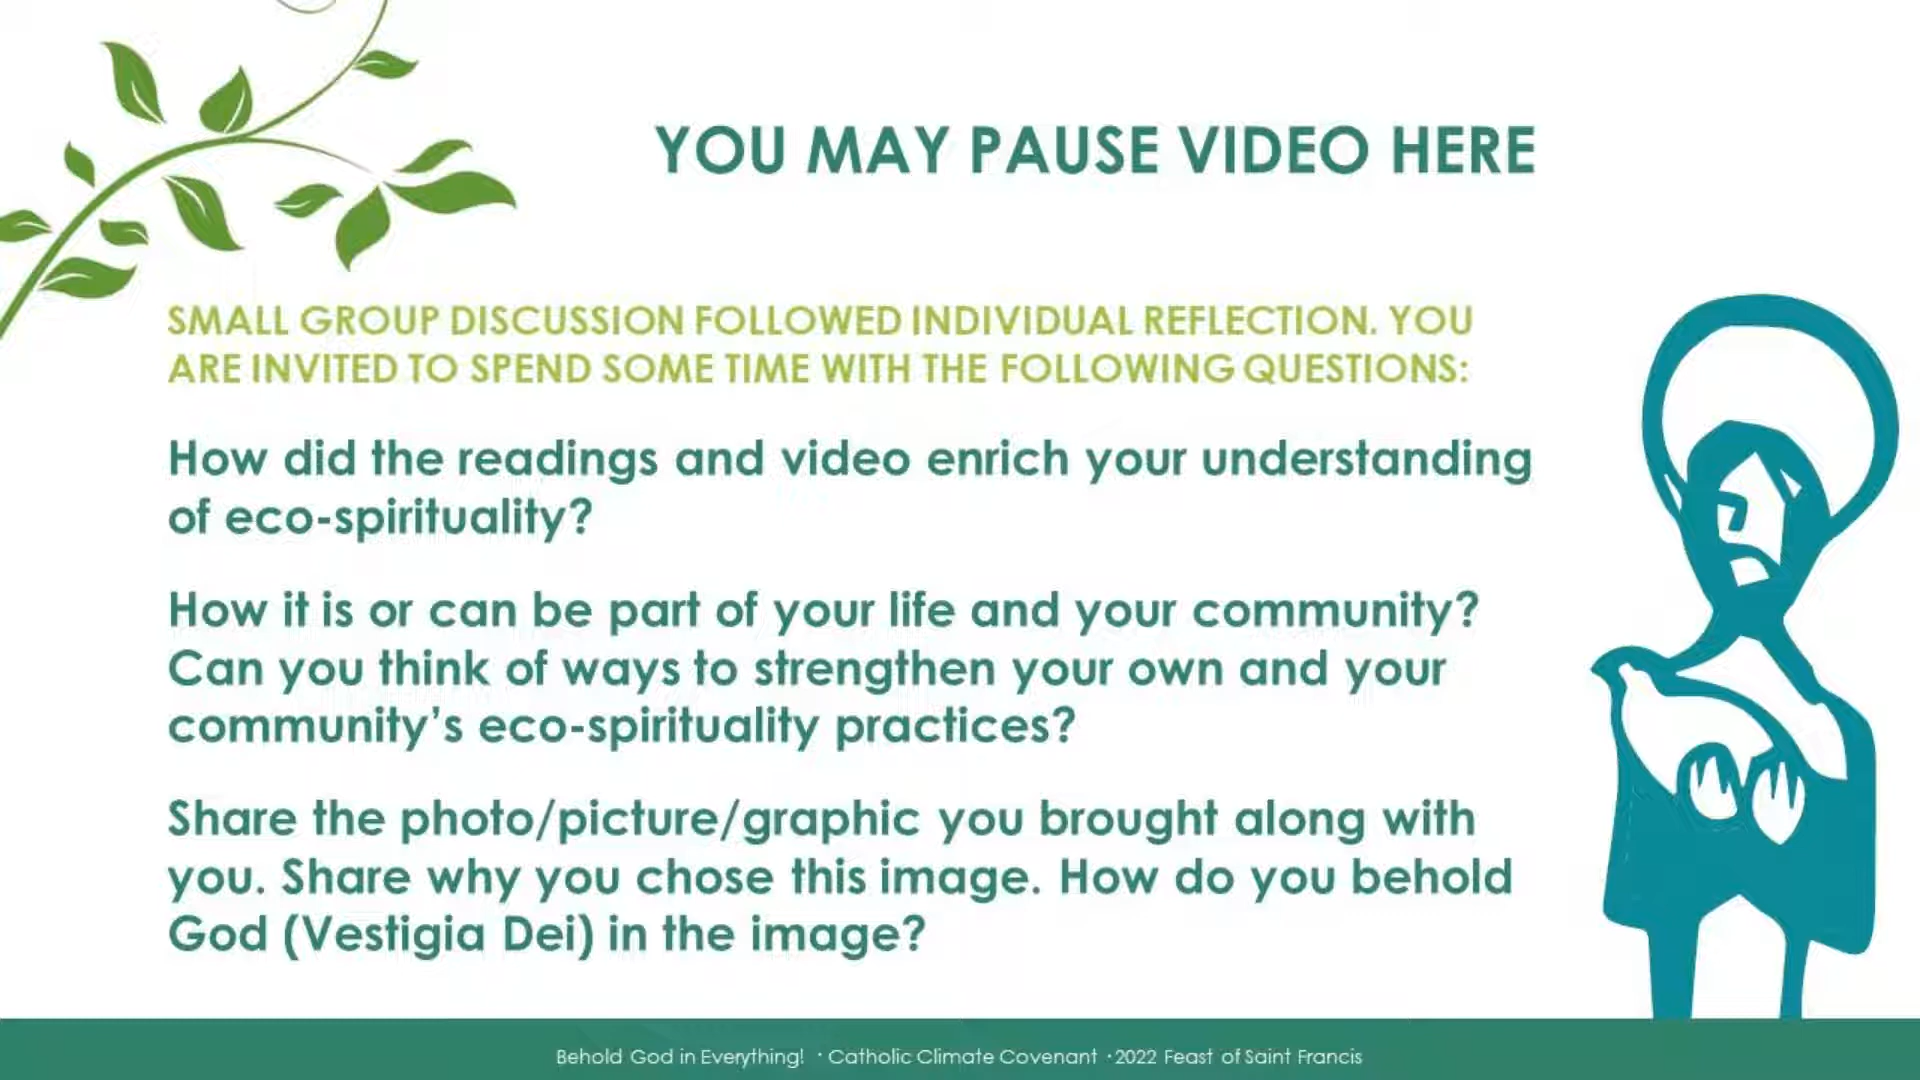 YOU MAY PAUSE VIDEO HERE
SMALL GROUP DISCUSSION FOLLOWED INDIVIDUAL REFLECTION. YOU
ARE INVITED TO SPEND SOME TIME WITH THE FOLLOWING QUESTIONS:
How did the readings and video enrich your understanding
of eco-spirituality?
How it is or can be part of your life and your community?
Can you think of ways to strengthen your own and your
community’s eco-spirituality practices?
Share the photo/picture/graphic you brought along with
you. Share why you chose this image. How do you behold
God (Vestigia Dei) in the image?
Behold God in Everything! · Catholic Climate Covenant · 2022 Feast of Saint Francis